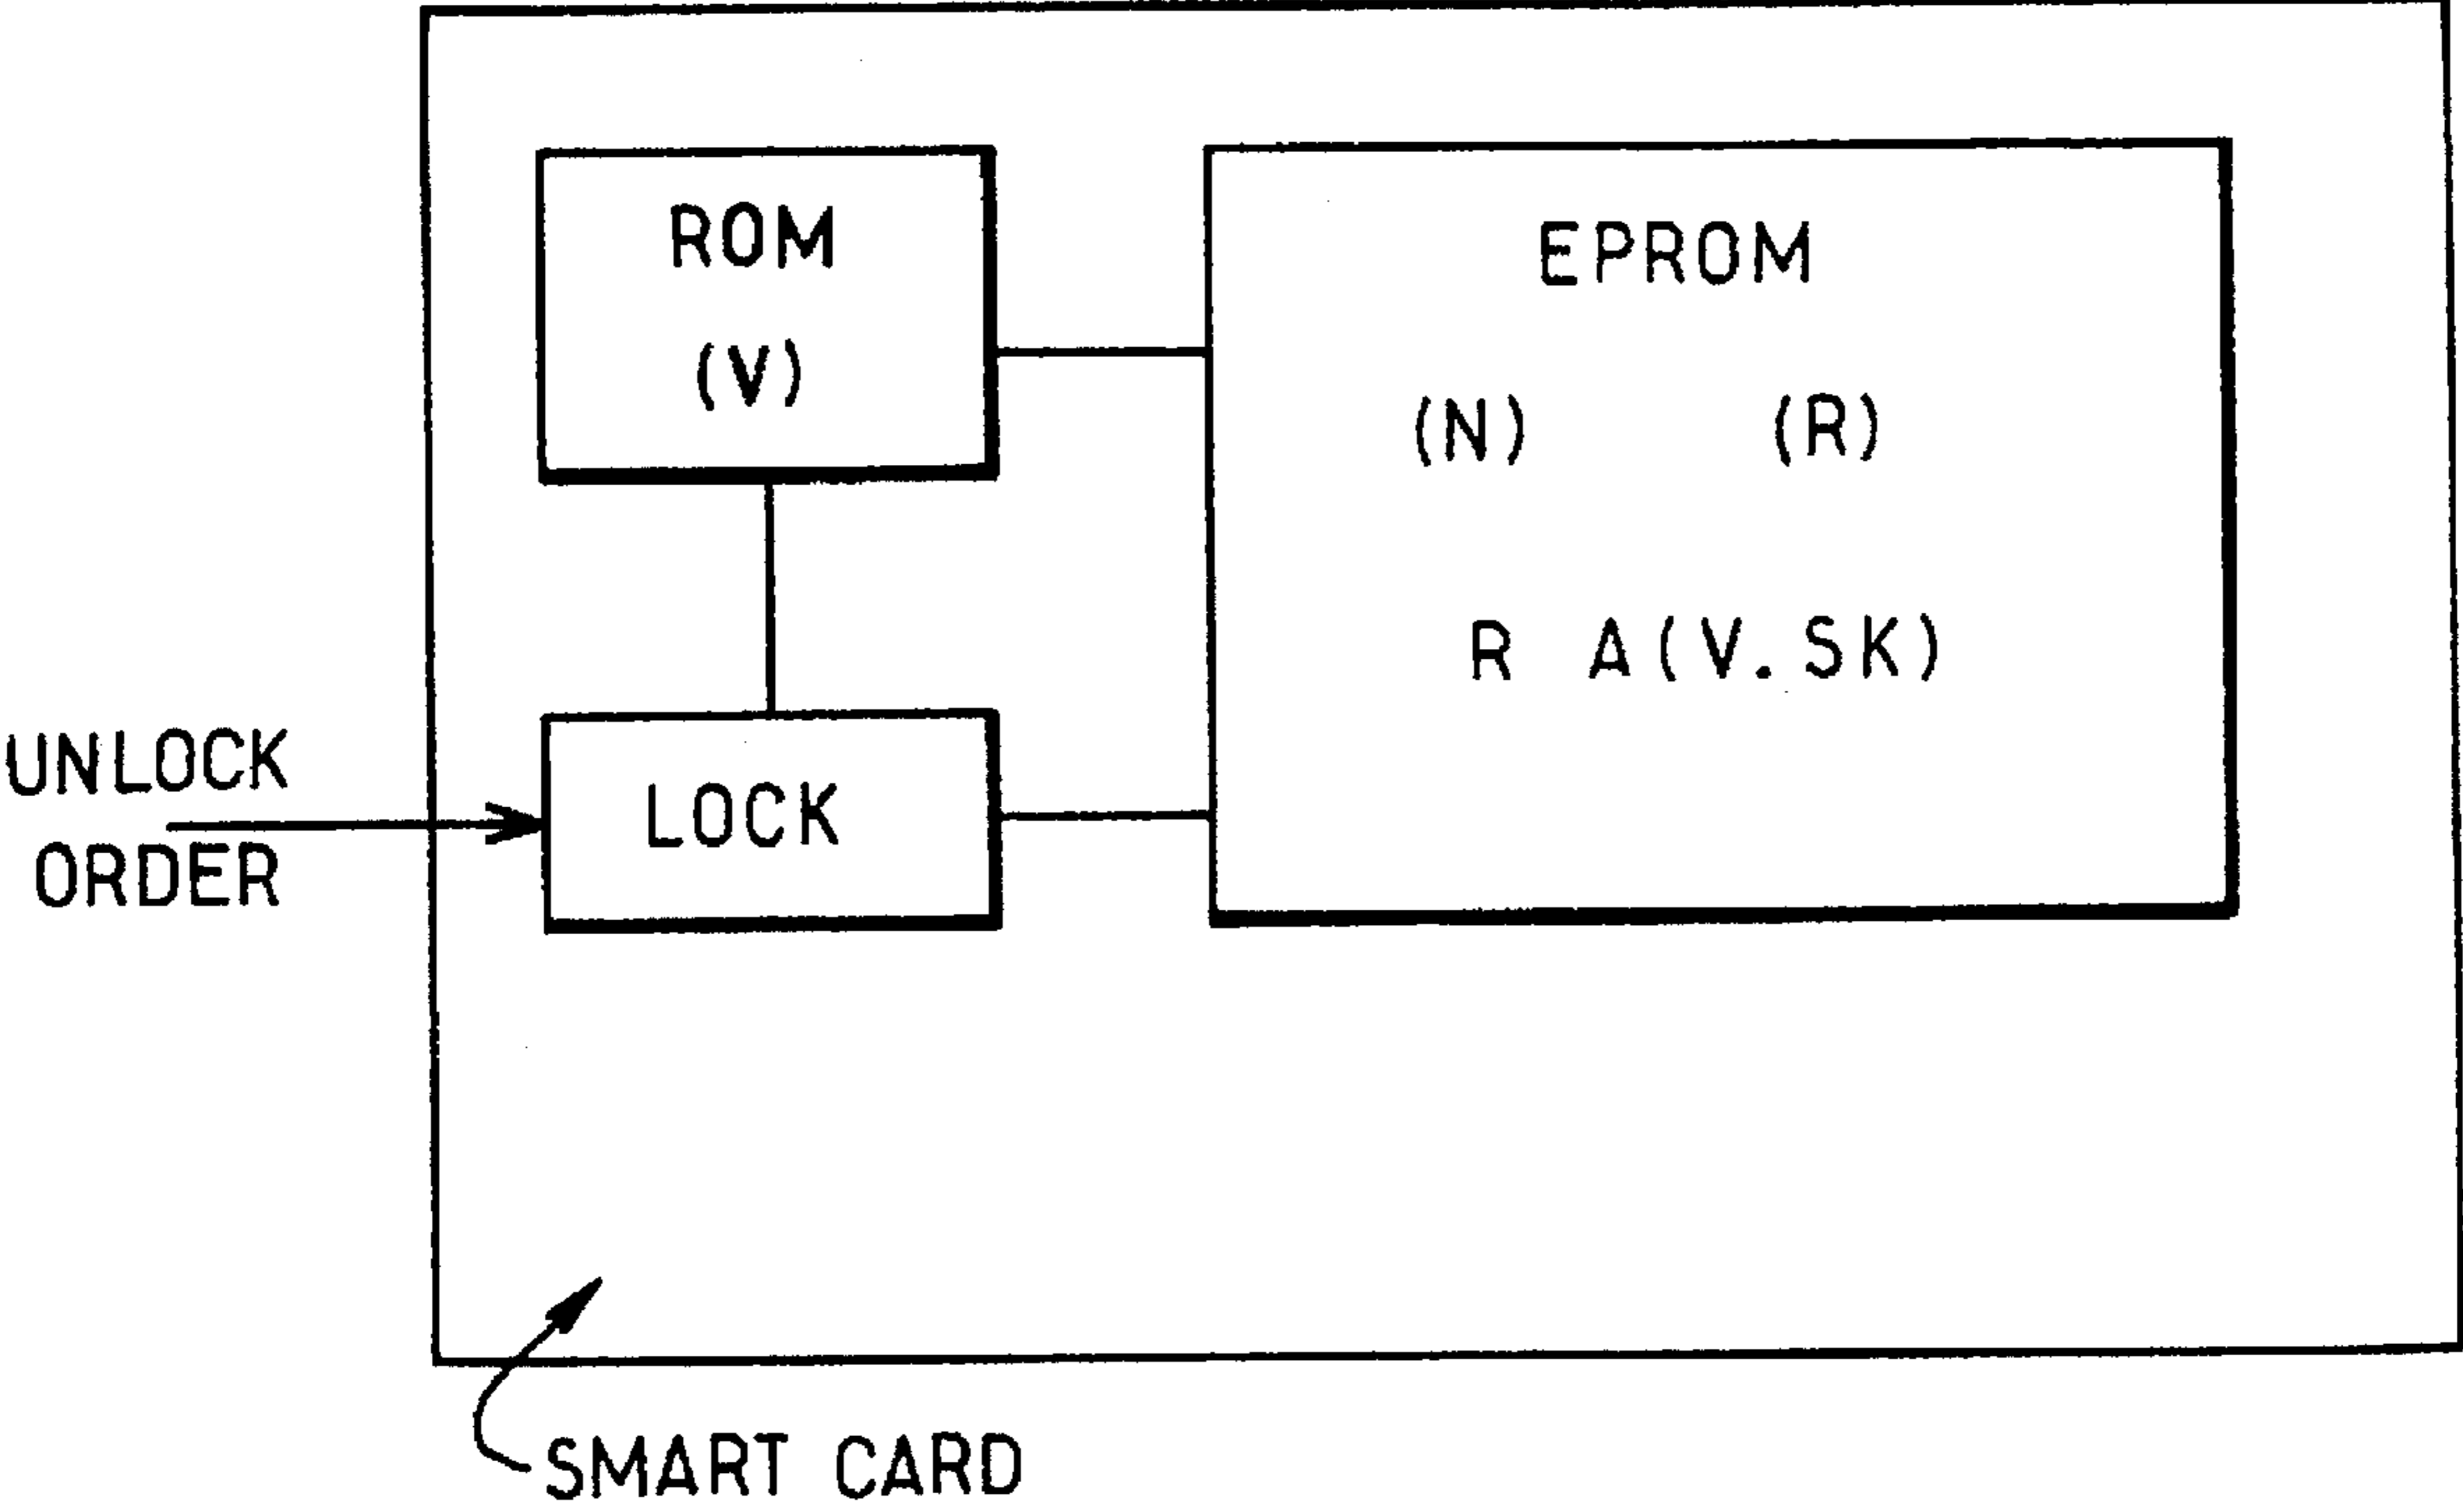 ROM
(V)
EPROM
(N) (R)
R A(V.SK)
UNLOCK
ORDER
LOCK
SMART CARD